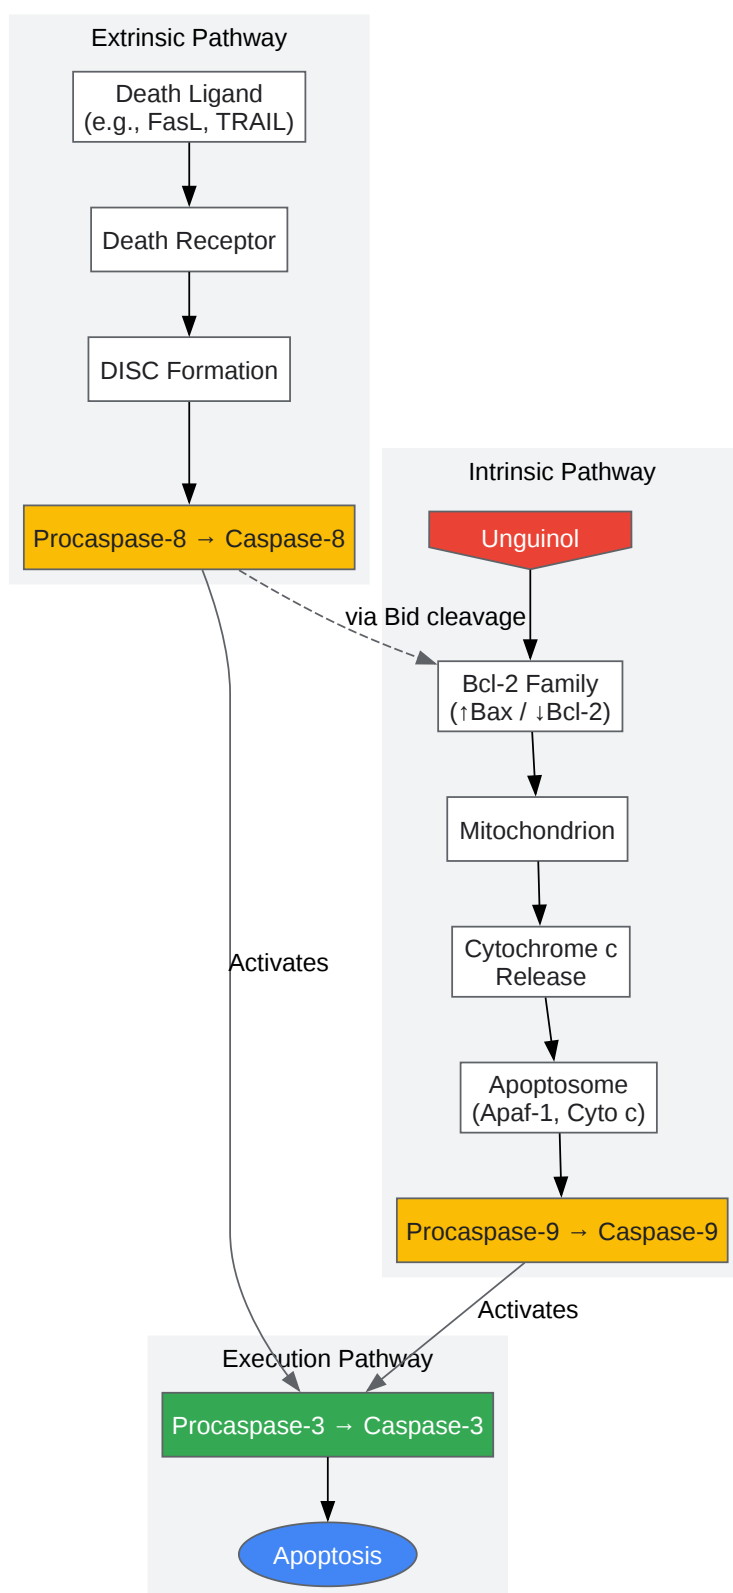 Extrinsic Pathway
Death Ligand
(e.g., FasL, TRAIL)
Death Receptor
DISC Formation
Procaspase-8 → Caspase-8
Intrinsic Pathway
Unguinol
via Bid cleavage
Bcl-2 Family
(↑Bax / ↓Bcl-2)
Mitochondrion
Cytochrome c
Release
Activates
Apoptosome
(Apaf-1, Cyto c)
Procaspase-9 → Caspase-9
Activates
Execution Pathway
Procaspase-3 → Caspase-3
Apoptosis